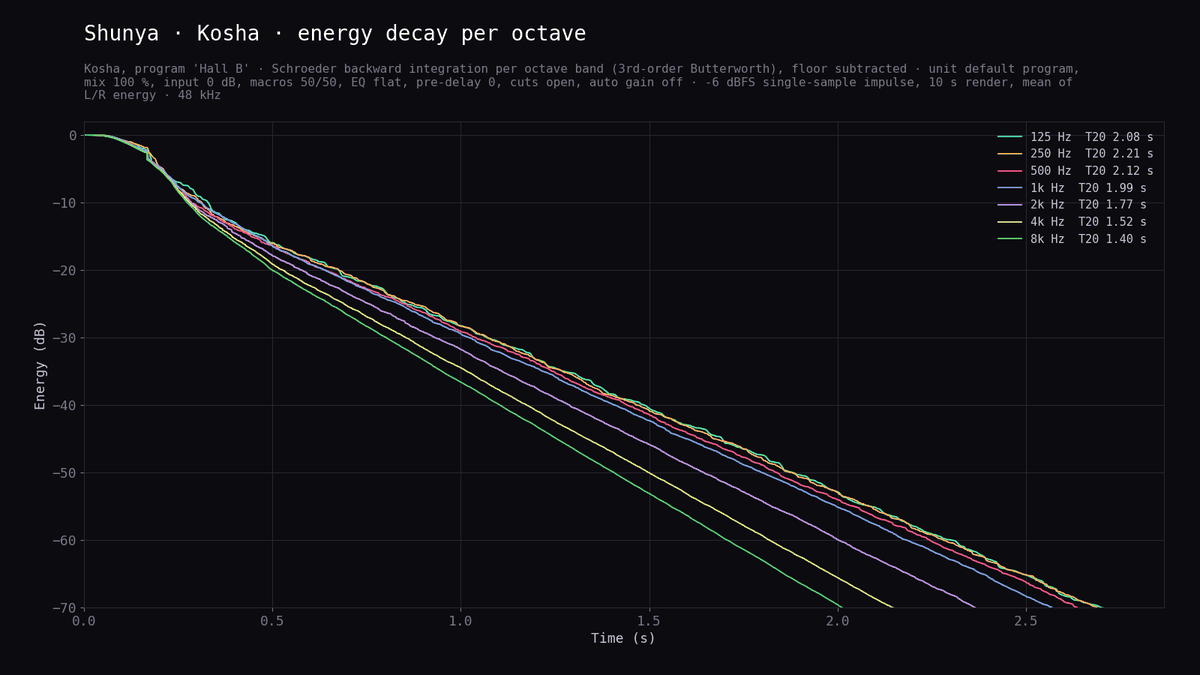 Shunya · Kosha · energy decay per octave
Kosha, program 'Hall B' · Schroeder backward integration per octave band (3rd-order Butterworth), floor subtracted · unit default program,
mix 100 %, input 0 dB, macros 50/50, EQ flat, pre-delay 0, cuts open, auto gain off · -6 dBFS single-sample impulse, 10 s render, mean of
L/R energy · 48 kHz
125 Hz  T20 2.08 s
250 Hz  T20 2.21 s
500 Hz  T20 2.12 s
1k Hz  T20 1.99 s
2k Hz  T20 1.77 s
4k Hz  T20 1.52 s
8k Hz  T20 1.40 s
Energy (dB)
0
−10
−20
−30
−40
−50
−60
−70
0.0
0.5
1.0
1.5
2.0
2.5
Time (s)